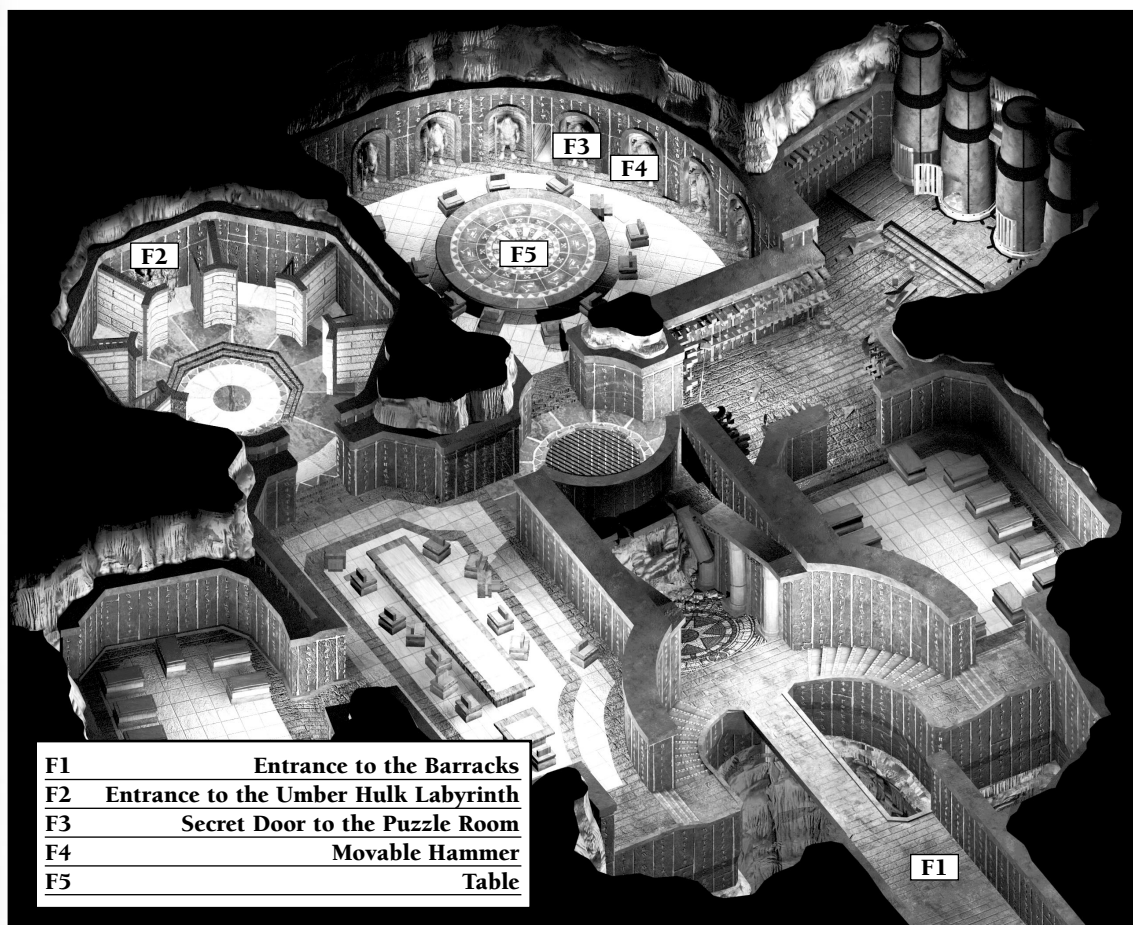 F3
F4
F2
F5
F1
F1 Entrance to the Barracks
F2 Entrance to the Umber Hulk Labyrinth
F3 Secret Door to the Puzzle Room
F4 Movable Hammer
F5 Table